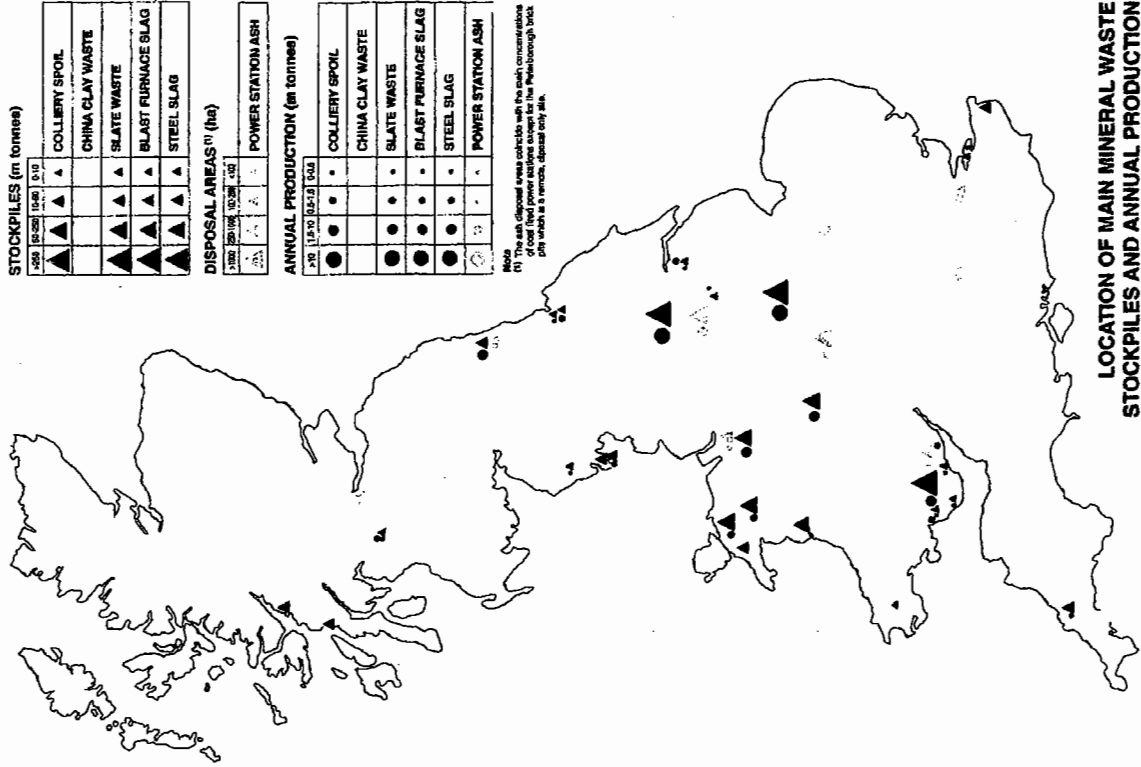 STOCKPILES (m tonnes)
>250 50-250 10-50 0-10
COLLIERY SPOIL
CHINA CLAY WASTE
SLATE WASTE
BLAST FURNACE SLAG
STEEL SLAG
DISPOSAL AREAS (1) (ha)
>1000 250-1000 100-250 <100
POWER STATION ASH
ANNUAL PRODUCTION (m tonnes)
>10 1.5-10 0.5-1.5 0-0.5
COLLIERY SPOIL
CHINA CLAY WASTE
SLATE WASTE
BLAST FURNACE SLAG
STEEL SLAG
POWER STATION ASH
Note
(1) The ash disposal areas coincide with the main concentrations
of coal fired power stations except for the Peterborough brick
pits which is a remote, disposal only site.
LOCATION OF MAIN MINERAL WASTE
STOCKPILES AND ANNUAL PRODUCTION